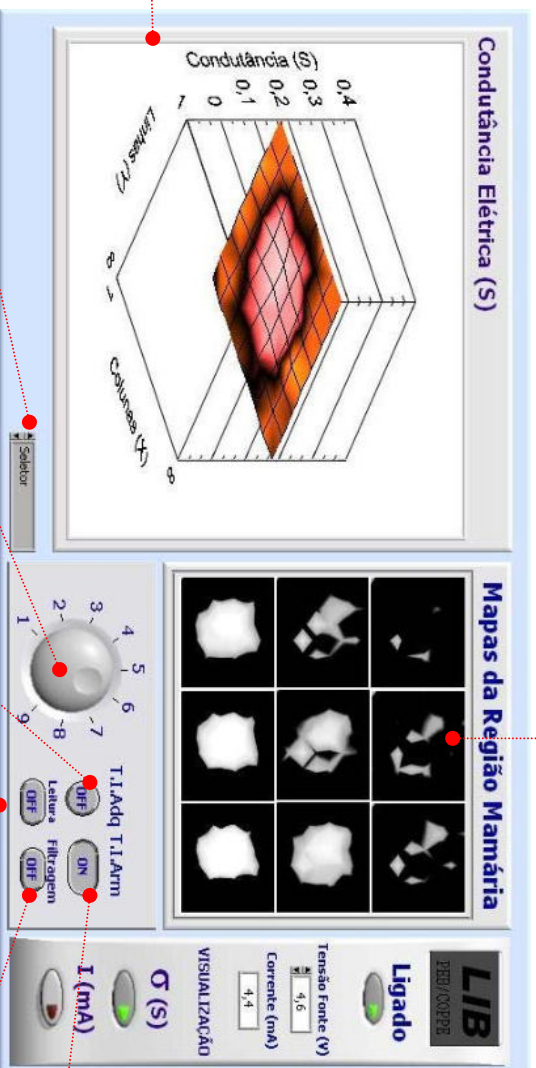 Condutância Elétrica (S)
Condutância (S)
0,4
0,3
0,2
0,1
0
1
Linhas (Y)
8
1
Colunas (X)
8
Seletor
Mapas da Região Mamária
1
2
3
4
5
6
7
8
9
T.I.Adq T.I.Arm
OFF
ON
Leitura Filtragem
OFF
OFF
LIB
PEB/COPPE
Ligado
Tensão Fonte (V)
4,6
Corrente (mA)
4,4
VISUALIZAÇÃO
σ (S)
I (mA)